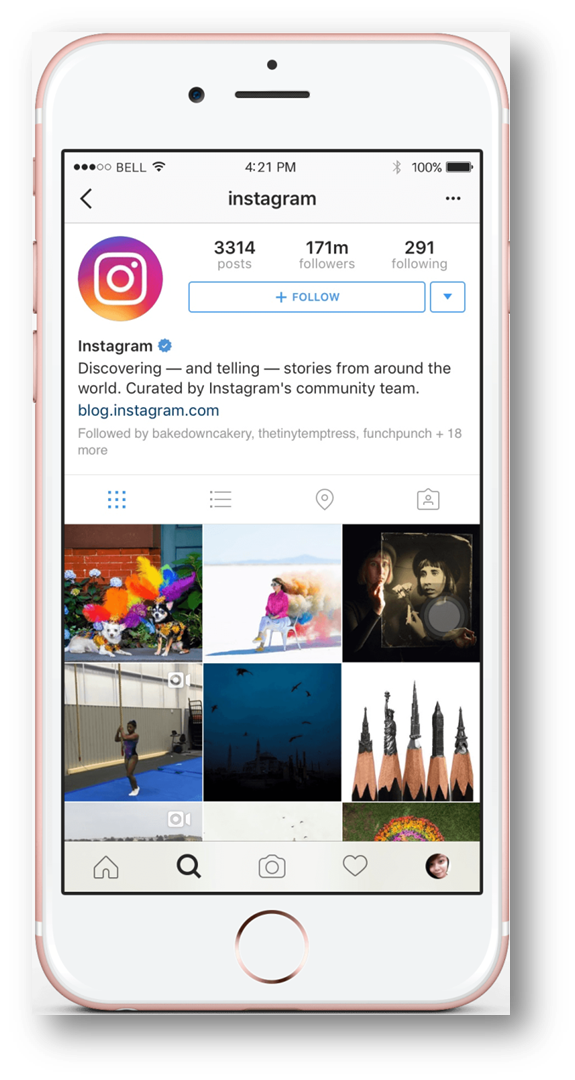 BELL 4:21 PM 100%
instagram
3314 171m 291
posts followers following
+ FOLLOW
Instagram
Discovering — and telling — stories from around the
world. Curated by Instagram's community team.
blog.instagram.com
Followed by bakedowncakery, thetinytemptress, funchpunch + 18
more